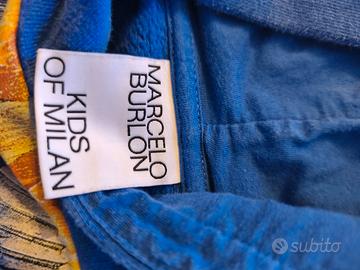 MARCELO
BURLON
KIDS
OF MILAN
subito